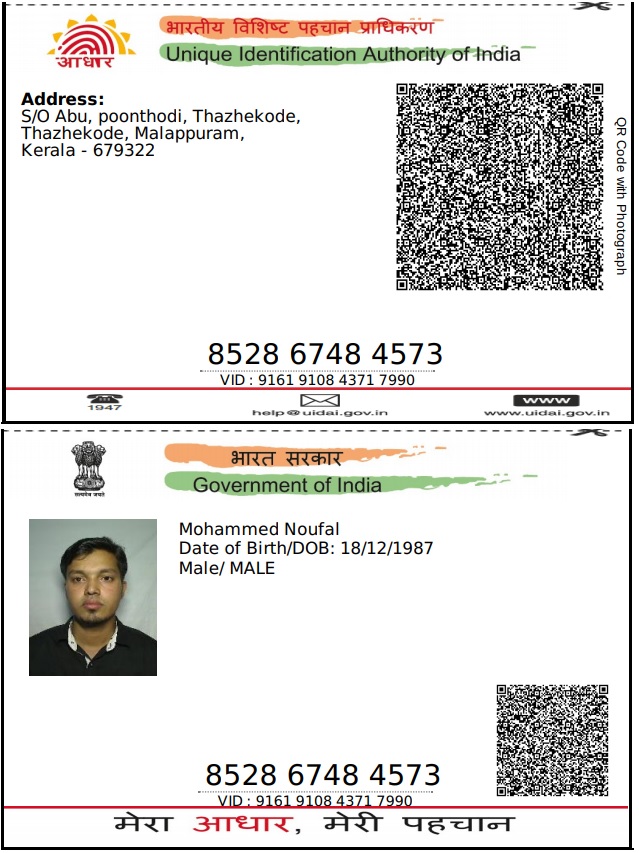 भारतीय विशिष्ट पहचान प्राधिकरण
Unique Identification Authority of India
आधार
Address:
S/O Abu, poonthodi, Thazhekode,
Thazhekode, Malappuram,
Kerala - 679322
QR Code with Photograph
8528 6748 4573
VID : 9161 9108 4371 7990
1947
help@uidai.gov.in
www
www.uidai.gov.in
भारत सरकार
Government of India
सत्यमेव जयते
Mohammed Noufal
Date of Birth/DOB: 18/12/1987
Male/ MALE
8528 6748 4573
VID : 9161 9108 4371 7990
मेरा आधार, मेरी पहचान